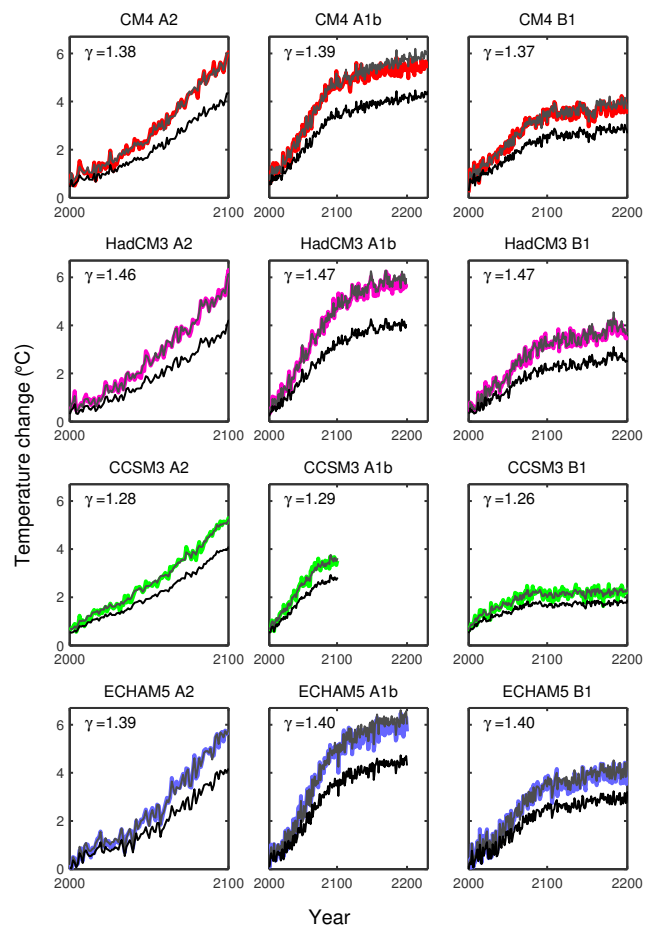 CM4 A2
CM4 A1b
CM4 B1
γ =1.38
γ =1.39
γ =1.37
6
4
2
0
2000
2100
2000
2100
2200
2000
2100
2200
HadCM3 A2
HadCM3 A1b
HadCM3 B1
γ =1.46
γ =1.47
γ =1.47
6
4
2
0
2000
2100
2000
2100
2200
2000
2100
2200
Temperature change (ºC)
CCSM3 A2
CCSM3 A1b
CCSM3 B1
γ =1.28
γ =1.29
γ =1.26
6
4
2
0
2000
2100
2000
2100
2200
2000
2100
2200
ECHAM5 A2
ECHAM5 A1b
ECHAM5 B1
γ =1.39
γ =1.40
γ =1.40
6
4
2
0
2000
2100
2000
2100
2200
2000
2100
2200
Year